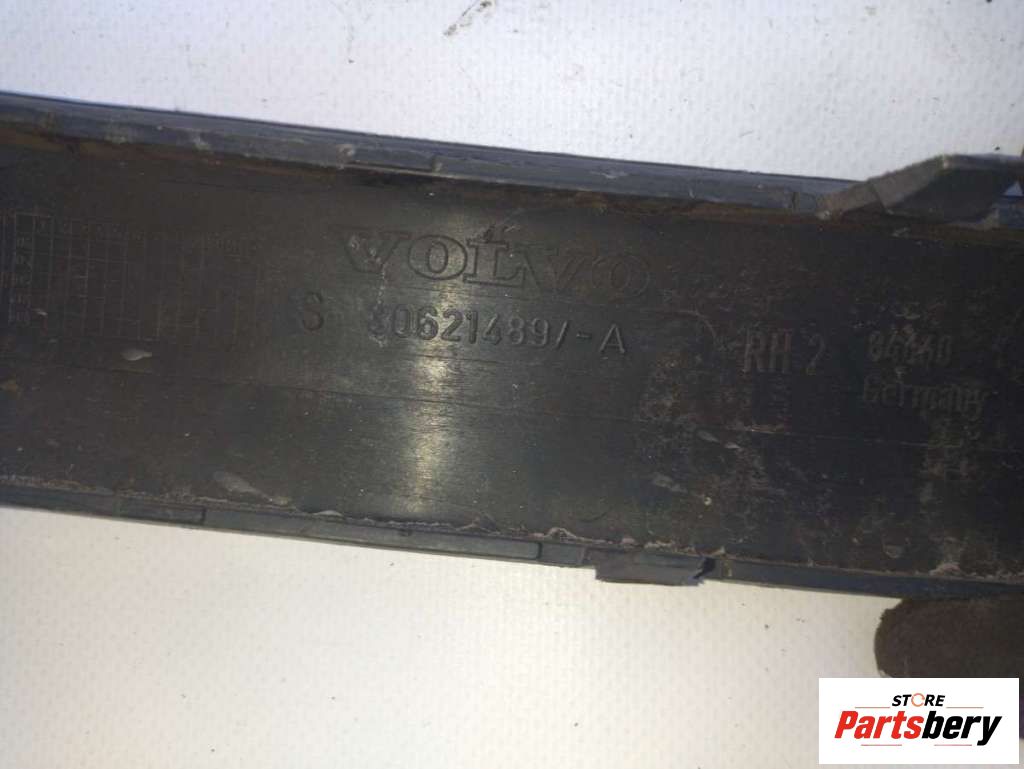 VOLVO
S 30621489/-A
RH 2
Germany
STORE
Partsbery